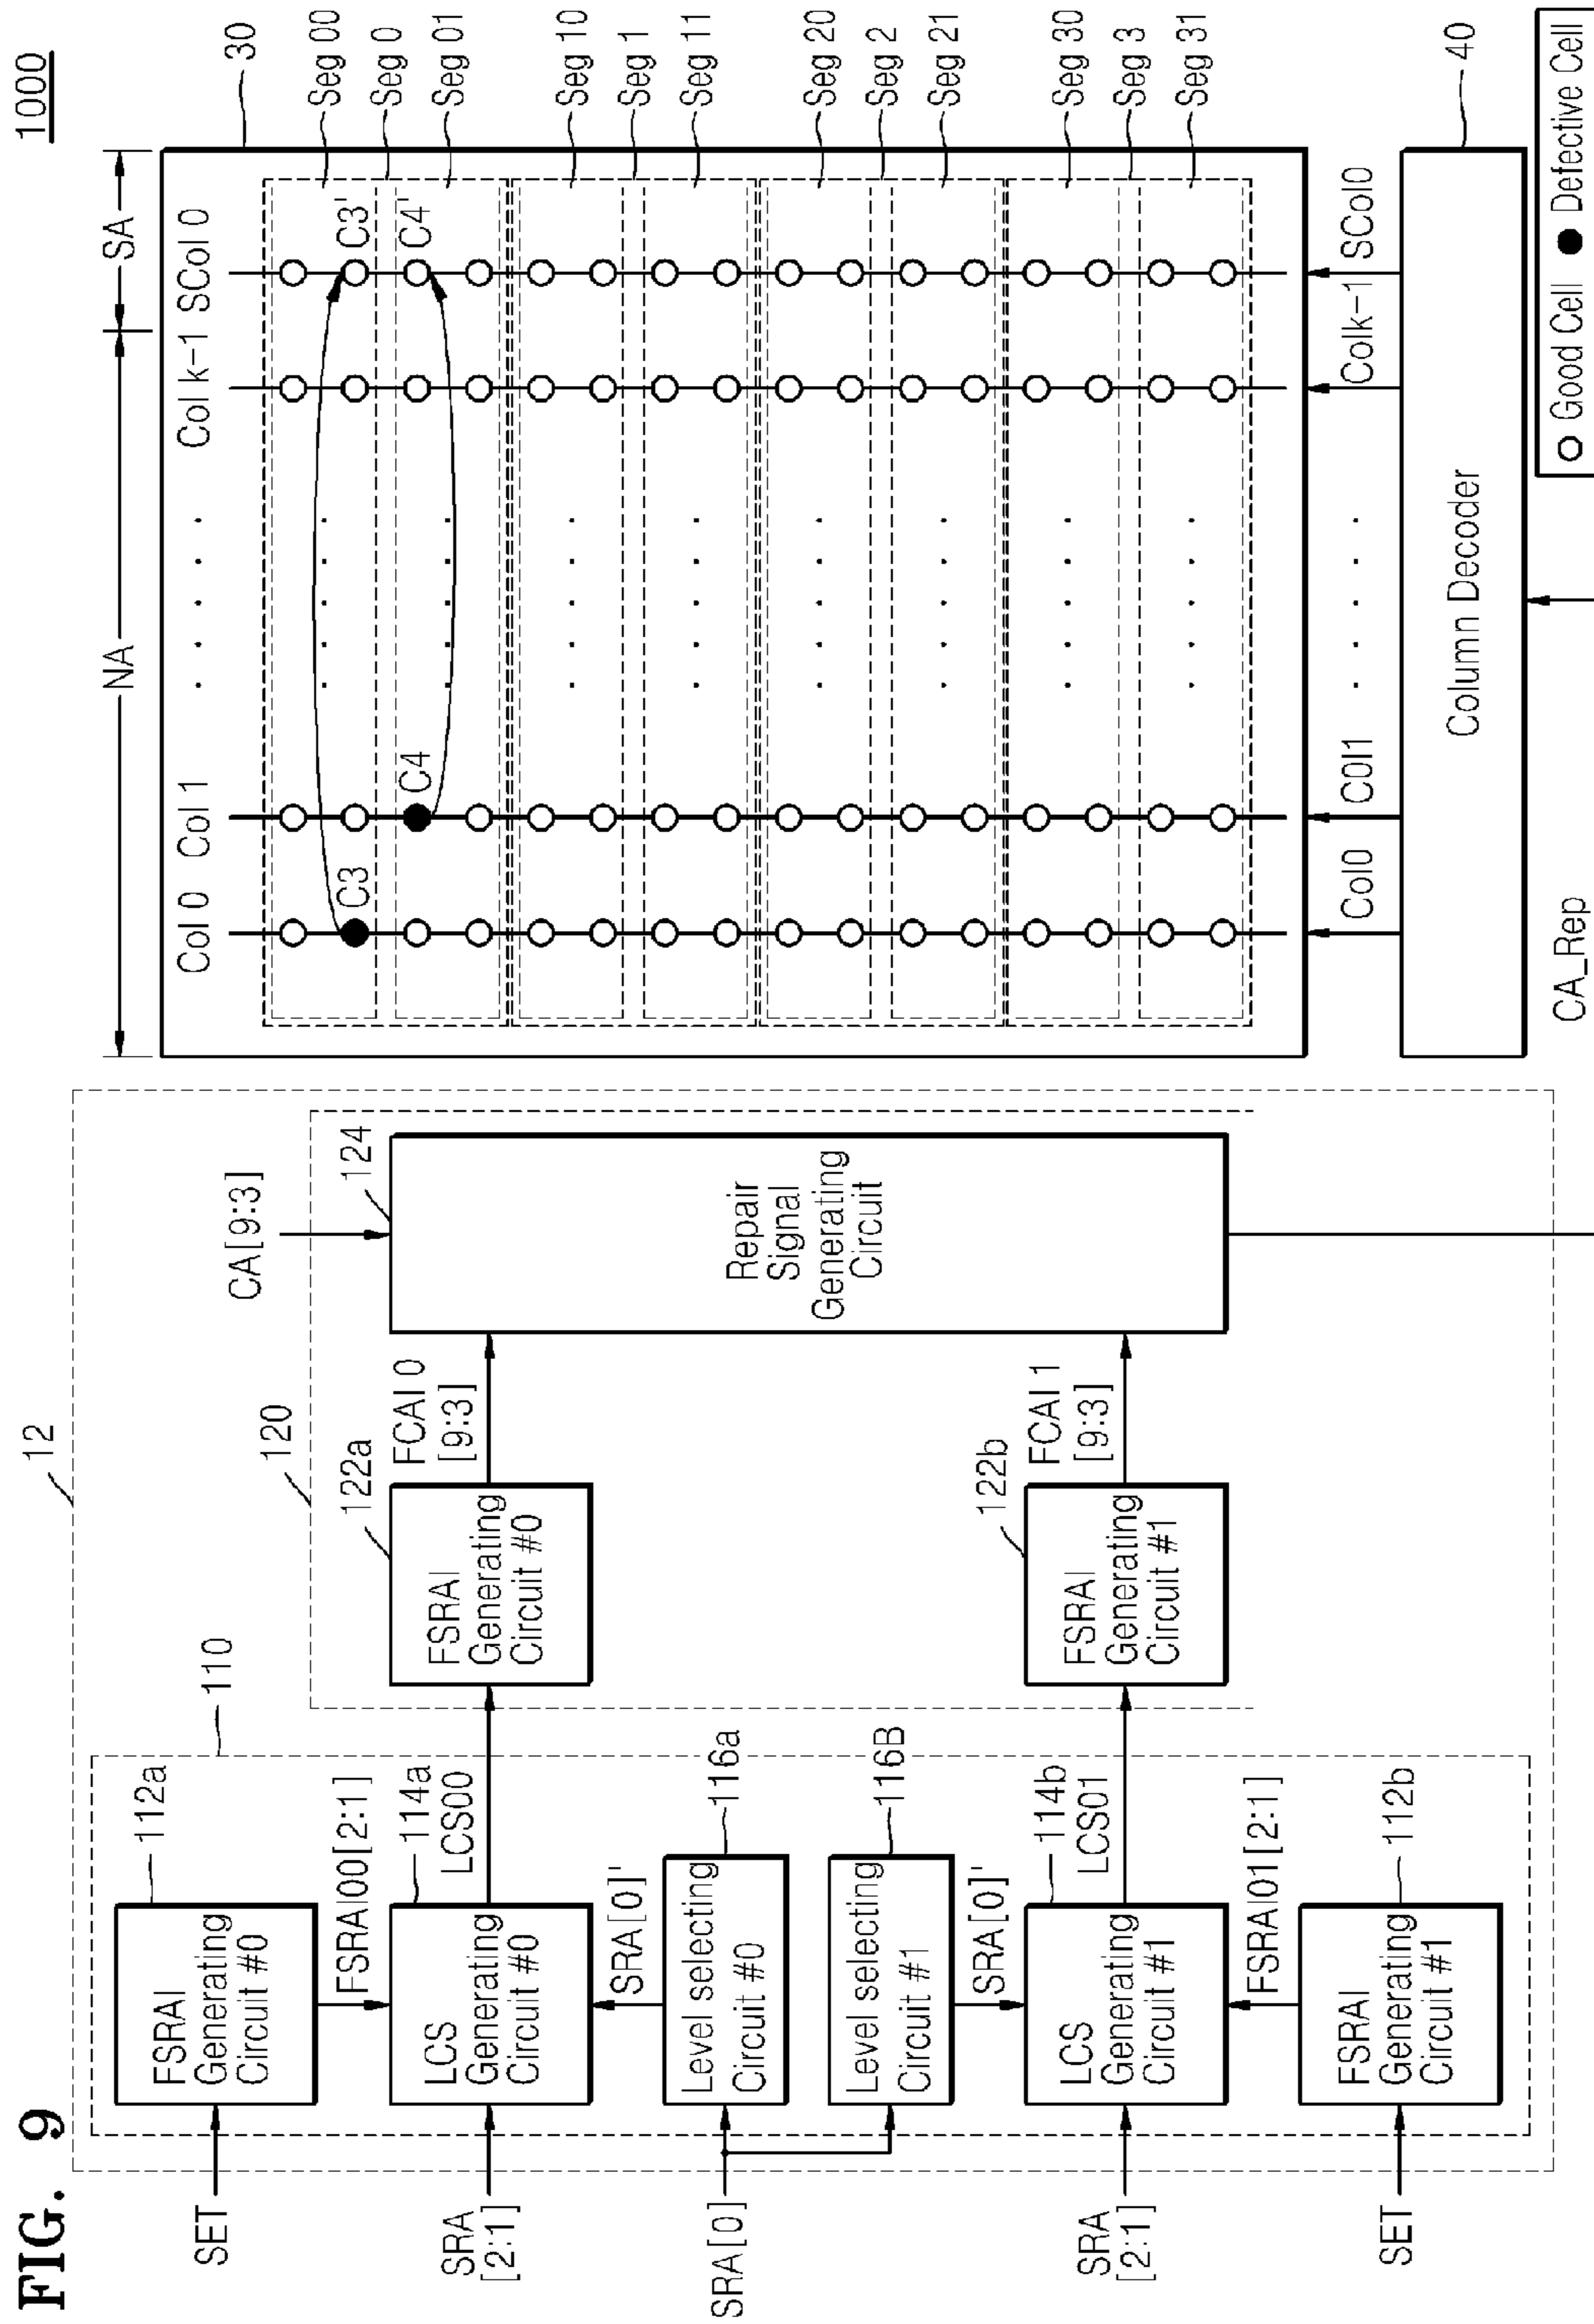 FIG. 9
1000
12
110
SET
FSRAI
Generating
Circuit #0
112a
FSRAI00[2:1]
SRA
[2:1]
LCS
Generating
Circuit #0
114a
LCS00
SRA[0]'
SRA[0]
Level selecting
Circuit #0
116a
Level selecting
Circuit #1
116B
SRA[0]'
SRA
[2:1]
LCS
Generating
Circuit #1
114b
LCS01
FSRAI01[2:1]
SET
FSRAI
Generating
Circuit #1
112b
120
122a
FSRAI
Generating
Circuit #0
FCAI 0
[9:3]
122b
FSRAI
Generating
Circuit #1
FCAI 1
[9:3]
CA[9:3]
124
Repair
Signal
Generating
Circuit
NA
SA
Col 0
Col 1
Col k-1
SCol 0
30
C3
C3'
C4
C4'
Seg 00
Seg 0
Seg 01
Seg 10
Seg 1
Seg 11
Seg 20
Seg 2
Seg 21
Seg 30
Seg 3
Seg 31
Col0
C0l1
Colk-1
SCol0
Column Decoder
40
CA_Rep
Good Cell
Defective Cell